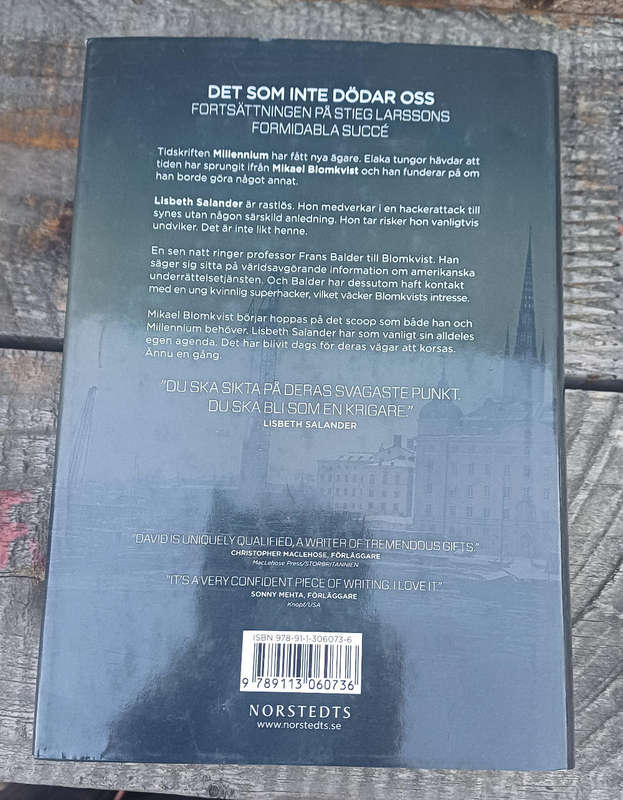 DET SOM INTE DÖDAR OSS
FORTSÄTTNINGEN PÅ STIEG LARSSONS
FORMIDABLA SUCCÉ
Tidskriften Millennium har fått nya ägare. Elaka tungor hävdar att
tiden har sprungit ifrån Mikael Blomkvist och han funderar på om
han borde göra något annat.
Lisbeth Salander är rastlös. Hon medverkar i en hackerattack till
synes utan någon särskild anledning. Hon tar risker hon vanligtvis
undviker. Det är inte likt henne.
En sen natt ringer professor Frans Balder till Blomkvist. Han
säger sig sitta på världsavgörande information om amerikanska
underrättelsetjänsten. Och Balder har dessutom haft kontakt
med en ung kvinnlig superhacker, vilket väcker Blomkvists intresse.
Mikael Blomkvist börjar hoppas på det scoop som både han och
Millennium behöver. Lisbeth Salander har som vanligt sin alldeles
egen agenda. Det har blivit dags för deras vägar att korsas.
Ännu en gång.
"DU SKA SIKTA PÅ DERAS SVAGASTE PUNKT.
DU SKA BLI SOM EN KRIGARE."
LISBETH SALANDER
"DAVID IS UNIQUELY QUALIFIED, A WRITER OF TREMENDOUS GIFTS."
CHRISTOPHER MACLEHOSE, FÖRLÄGGARE
MacLehose Press/STORBRITANNIEN
"IT'S A VERY CONFIDENT PIECE OF WRITING. I LOVE IT."
SONNY MEHTA, FÖRLÄGGARE
Knopf/USA
ISBN 978-91-1-306073-6
9 789113 060736
NORSTEDTS
www.norstedts.se